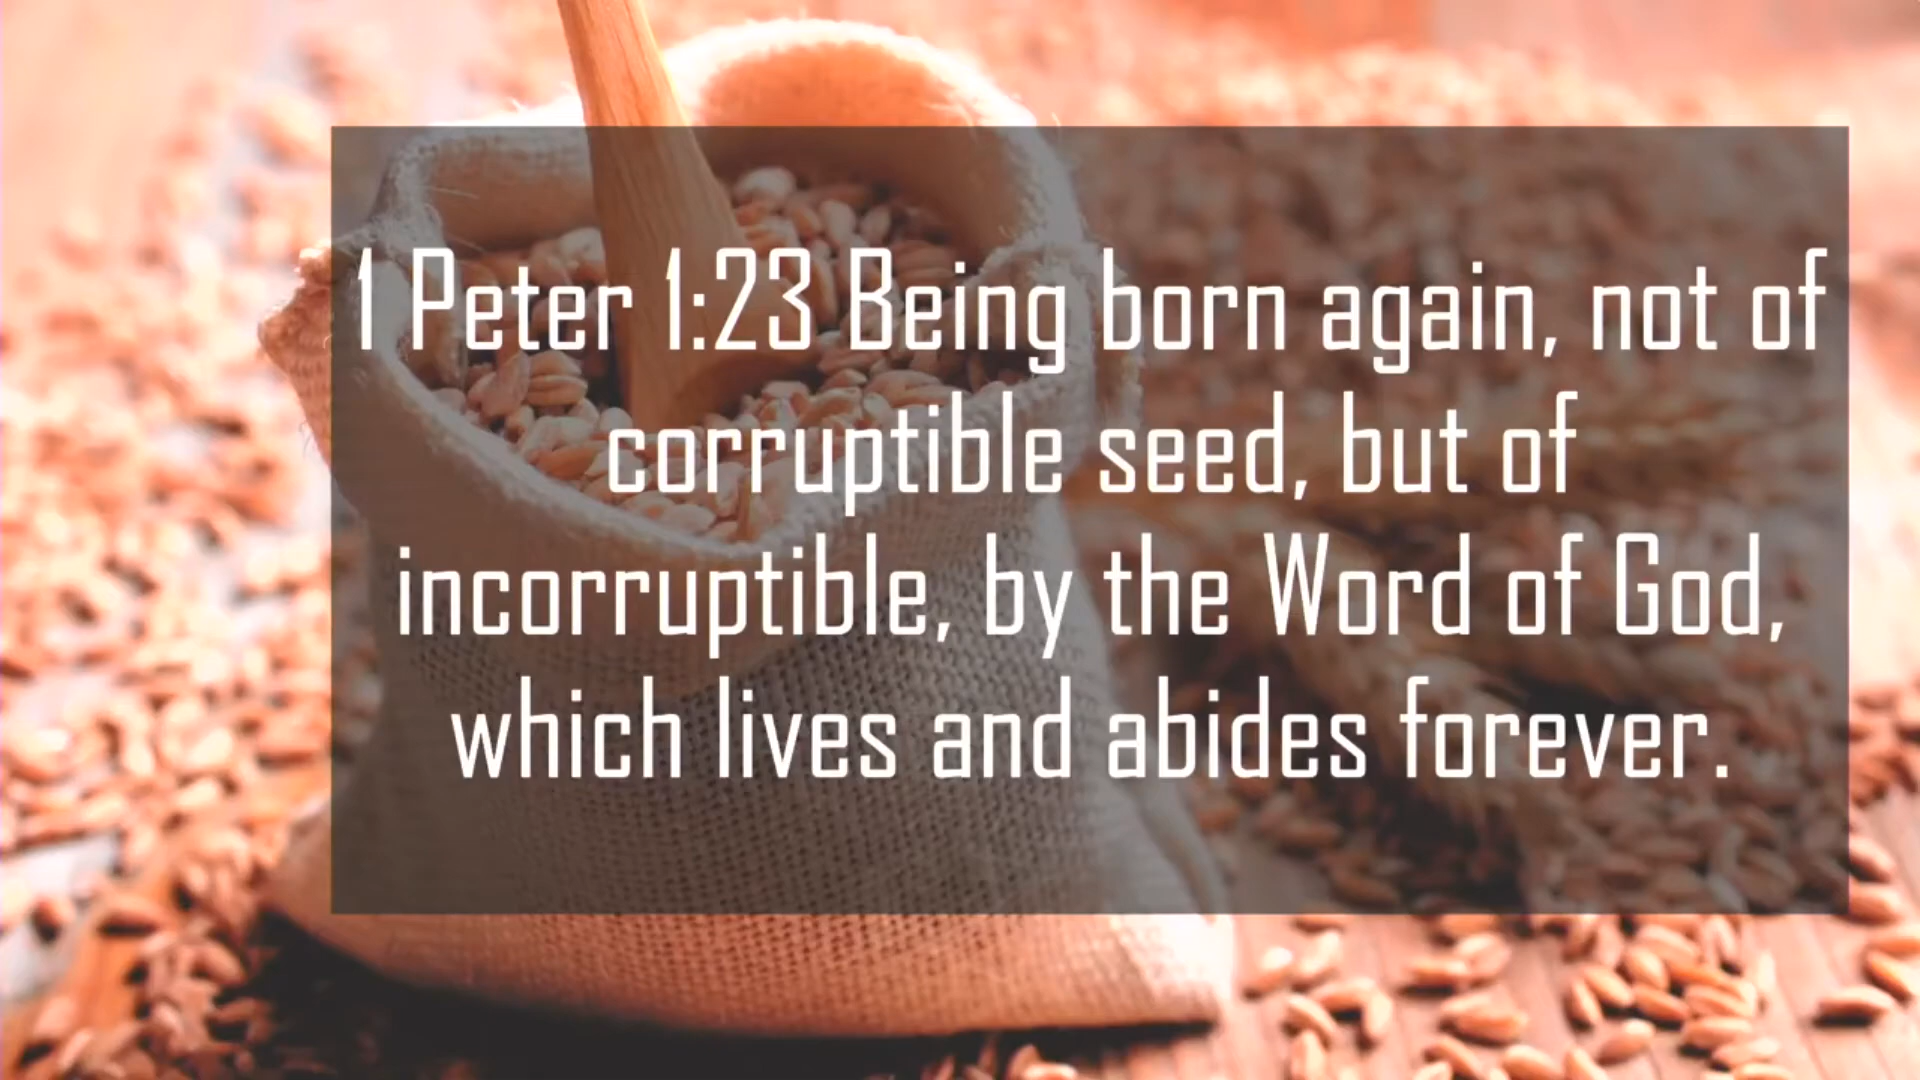 1 Peter 1:23 Being born again, not of
corruptible seed, but of
incorruptible, by the Word of God,
which lives and abides forever.